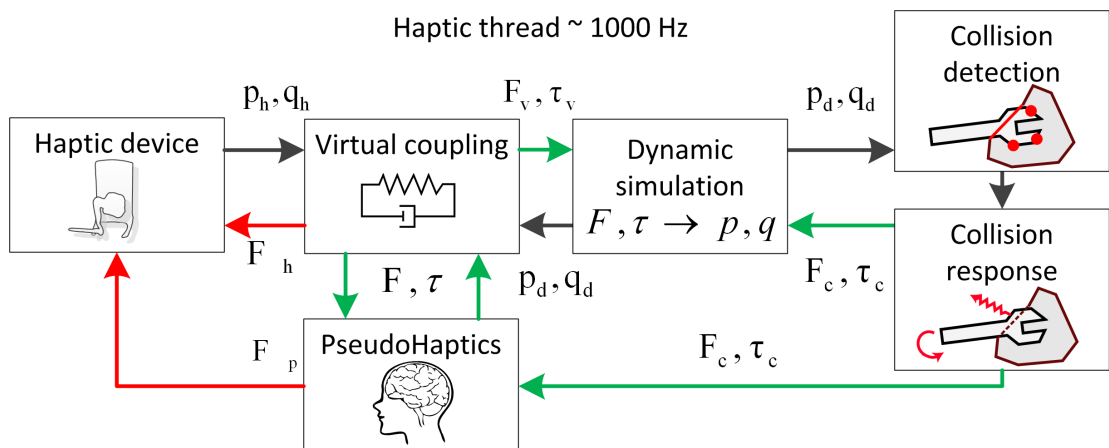 Haptic thread ~ 1000 Hz
Collision
detection
p_h, q_h
F_v, τ_v
p_d, q_d
Haptic device
Virtual coupling
Dynamic
simulation
F, τ → p, q
Collision
response
F_h
F, τ
p_d, q_d
F_c, τ_c
PseudoHaptics
F_p
F_c, τ_c